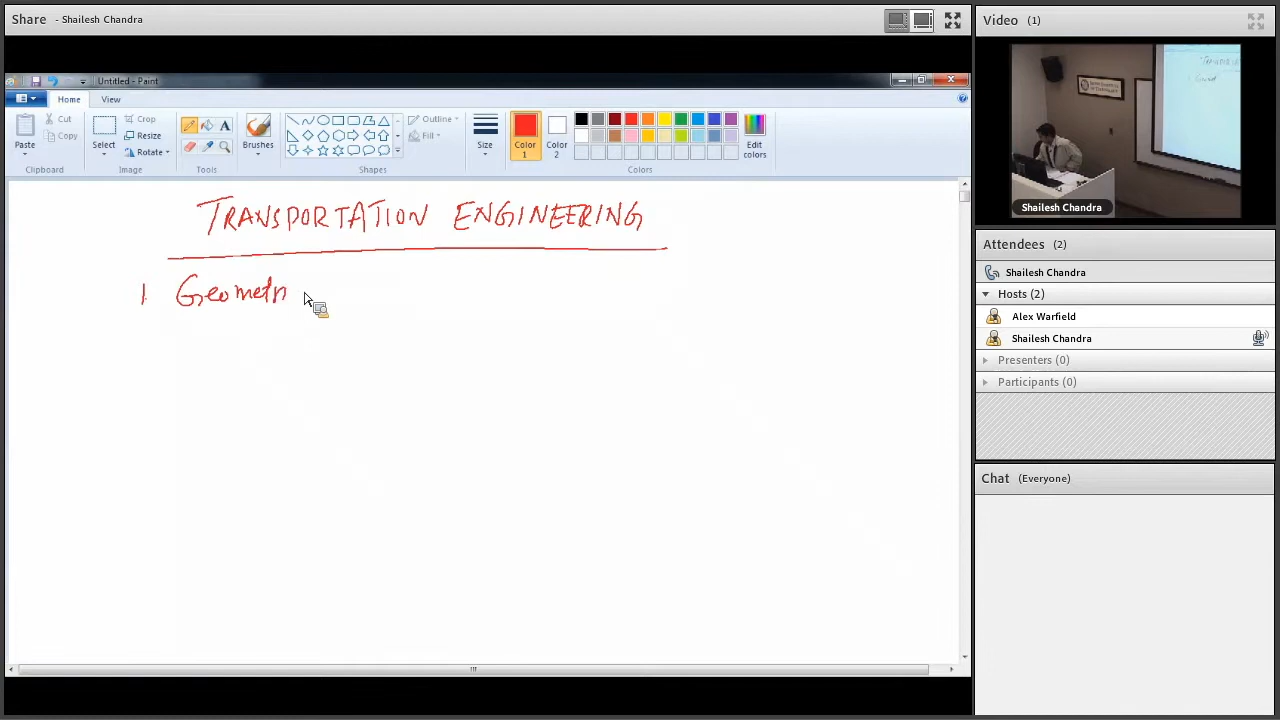 Share - Shailesh Chandra
Video (1)
Untitled - Paint
Home View
Cut
Crop
Outline
Copy
Resize
Fill
Paste
Select
Rotate
Brushes
Size
Color 1
Color 2
Edit colors
Clipboard
Image
Tools
Shapes
Colors
TRANSPORTATION ENGINEERING
1. Geometr
Shailesh Chandra
Attendees (2)
Shailesh Chandra
Hosts (2)
Alex Warfield
Shailesh Chandra
Presenters (0)
Participants (0)
Chat (Everyone)